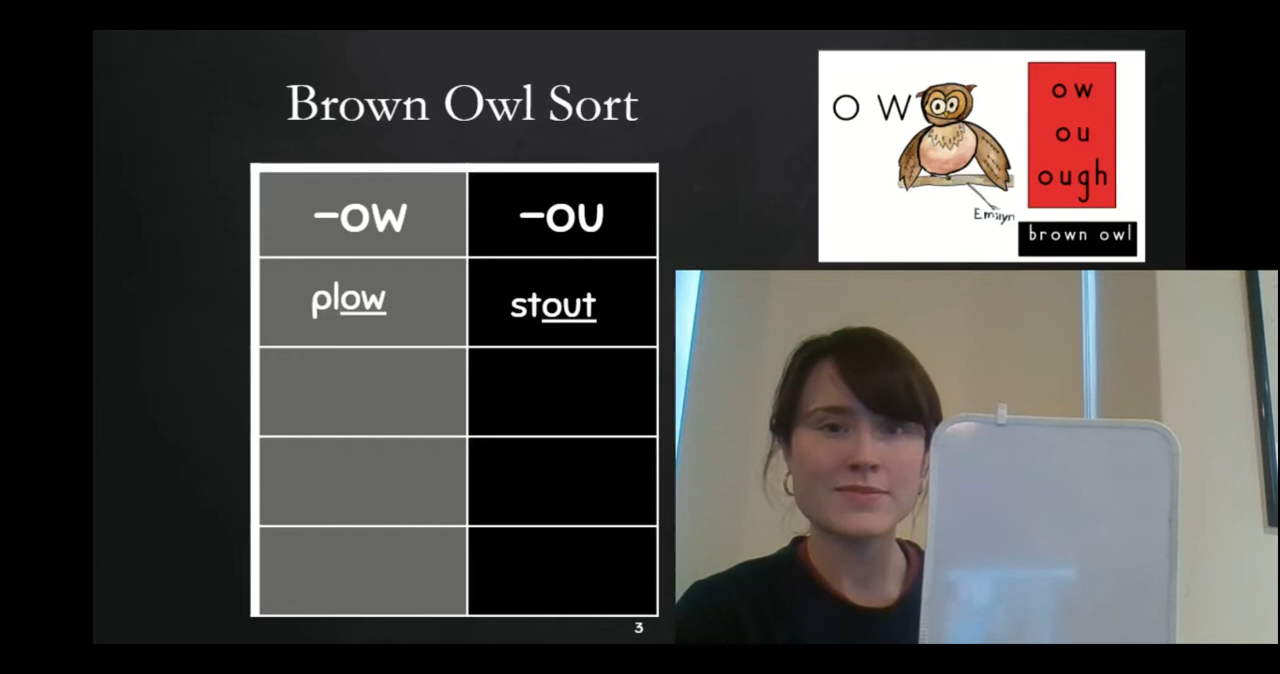 Brown Owl Sort
-ow
-ou
plow
stout
3
o w
Emilyn
ow
ou
ough
brown owl